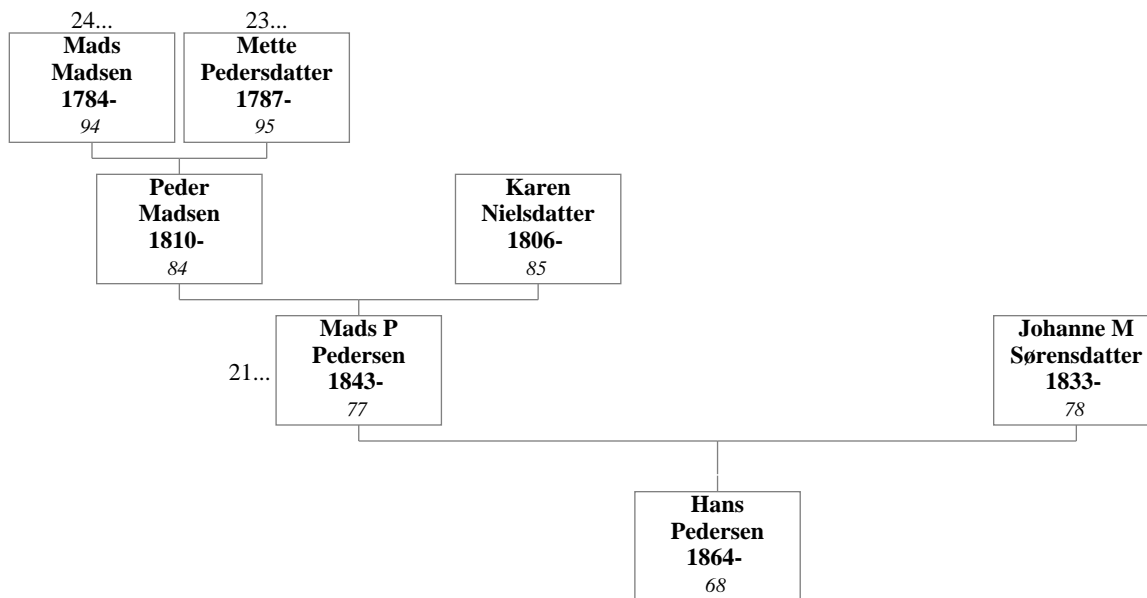 24...
Mads
Madsen
1784-
94
23...
Mette
Pedersdatter
1787-
95
Peder
Madsen
1810-
84
Karen
Nielsdatter
1806-
85
21...
Mads P
Pedersen
1843-
77
Johanne M
Sørensdatter
1833-
78
Hans
Pedersen
1864-
68